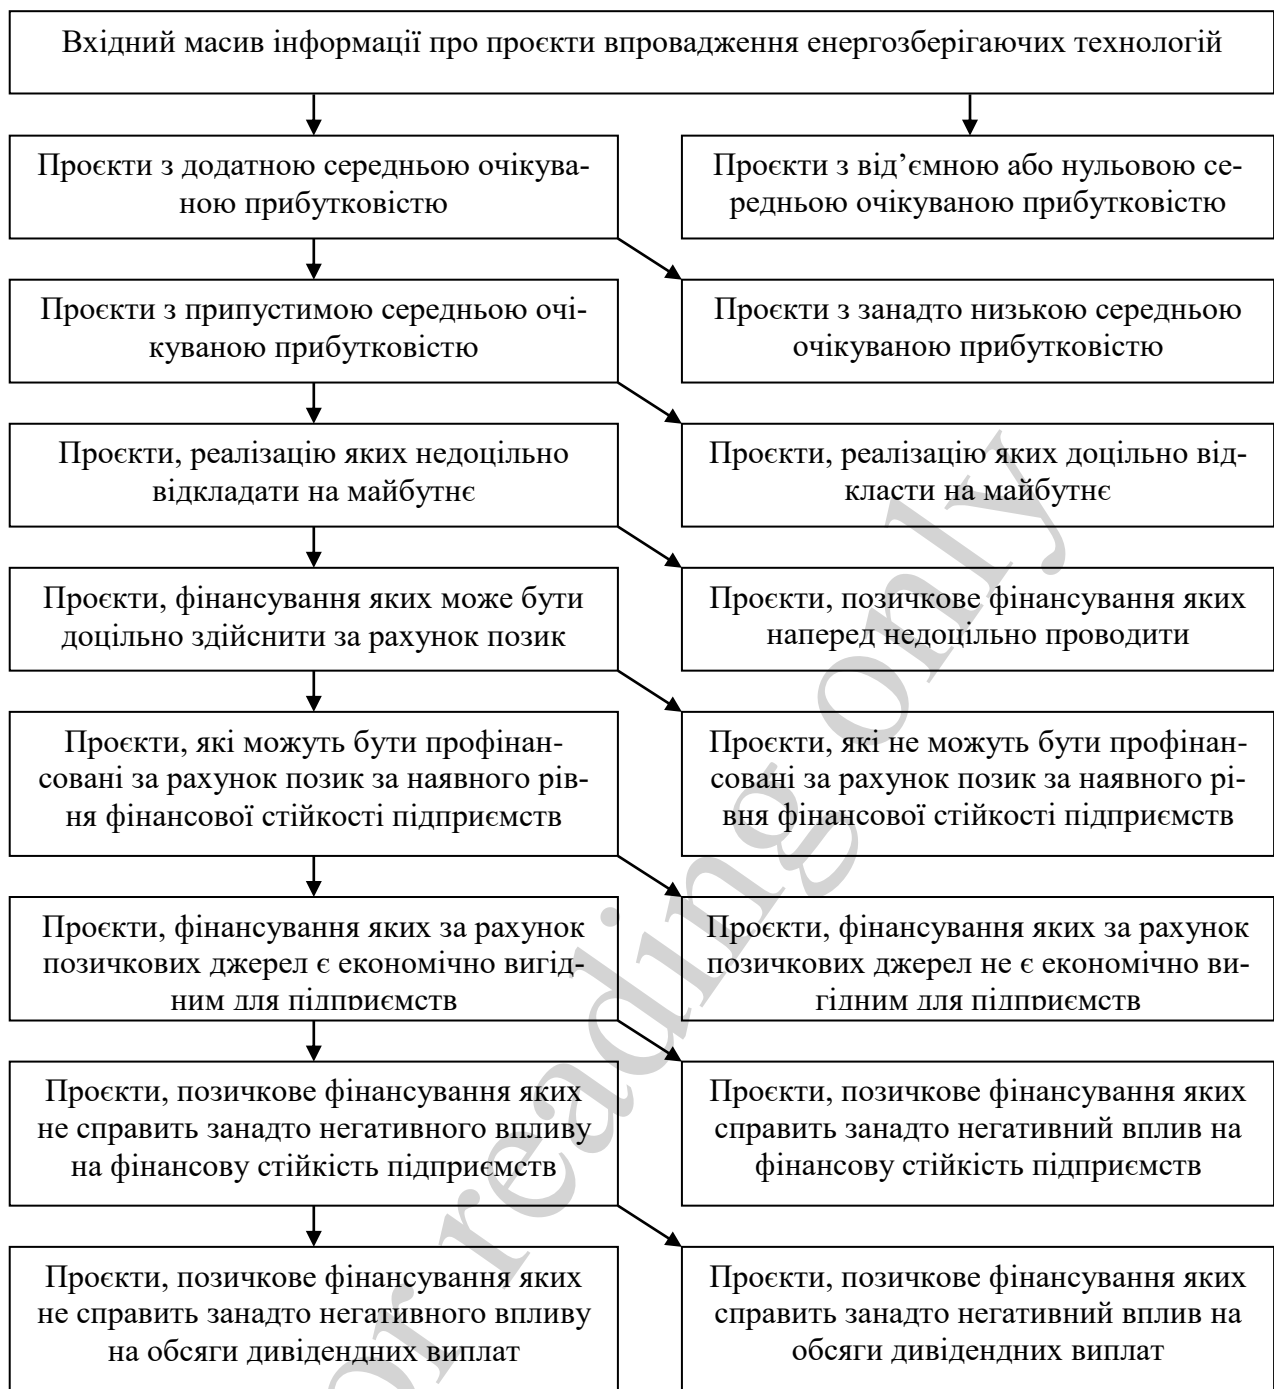 Вхідний масив інформації про проєкти впровадження енергозберігаючих технологій
Проєкти з додатною середньою очікува-
ною прибутковістю
Проєкти з від’ємною або нульовою се-
редньою очікуваною прибутковістю
Проєкти з припустимою середньою очі-
куваною прибутковістю
Проєкти з занадто низькою середньою
очікуваною прибутковістю
Проєкти, реалізацію яких недоцільно
відкладати на майбутнє
Проєкти, реалізацію яких доцільно від-
класти на майбутнє
Проєкти, фінансування яких може бути
доцільно здійснити за рахунок позик
Проєкти, позичкове фінансування яких
наперед недоцільно проводити
Проєкти, які можуть бути профінан-
совані за рахунок позик за наявного рів-
ня фінансової стійкості підприємств
Проєкти, які не можуть бути профінан-
совані за рахунок позик за наявного рі-
вня фінансової стійкості підприємств
Проєкти, фінансування яких за рахунок
позичкових джерел є економічно вигід-
ним для підприємств
Проєкти, фінансування яких за рахунок
позичкових джерел не є економічно ви-
гідним для підприємств
Проєкти, позичкове фінансування яких
не справить занадто негативного впливу
на фінансову стійкість підприємств
Проєкти, позичкове фінансування яких
справить занадто негативний вплив на
фінансову стійкість підприємств
Проєкти, позичкове фінансування яких
не справить занадто негативного впливу
на обсяги дивідендних виплат
Проєкти, позичкове фінансування яких
справить занадто негативний вплив на
обсяги дивідендних виплат
or reading only